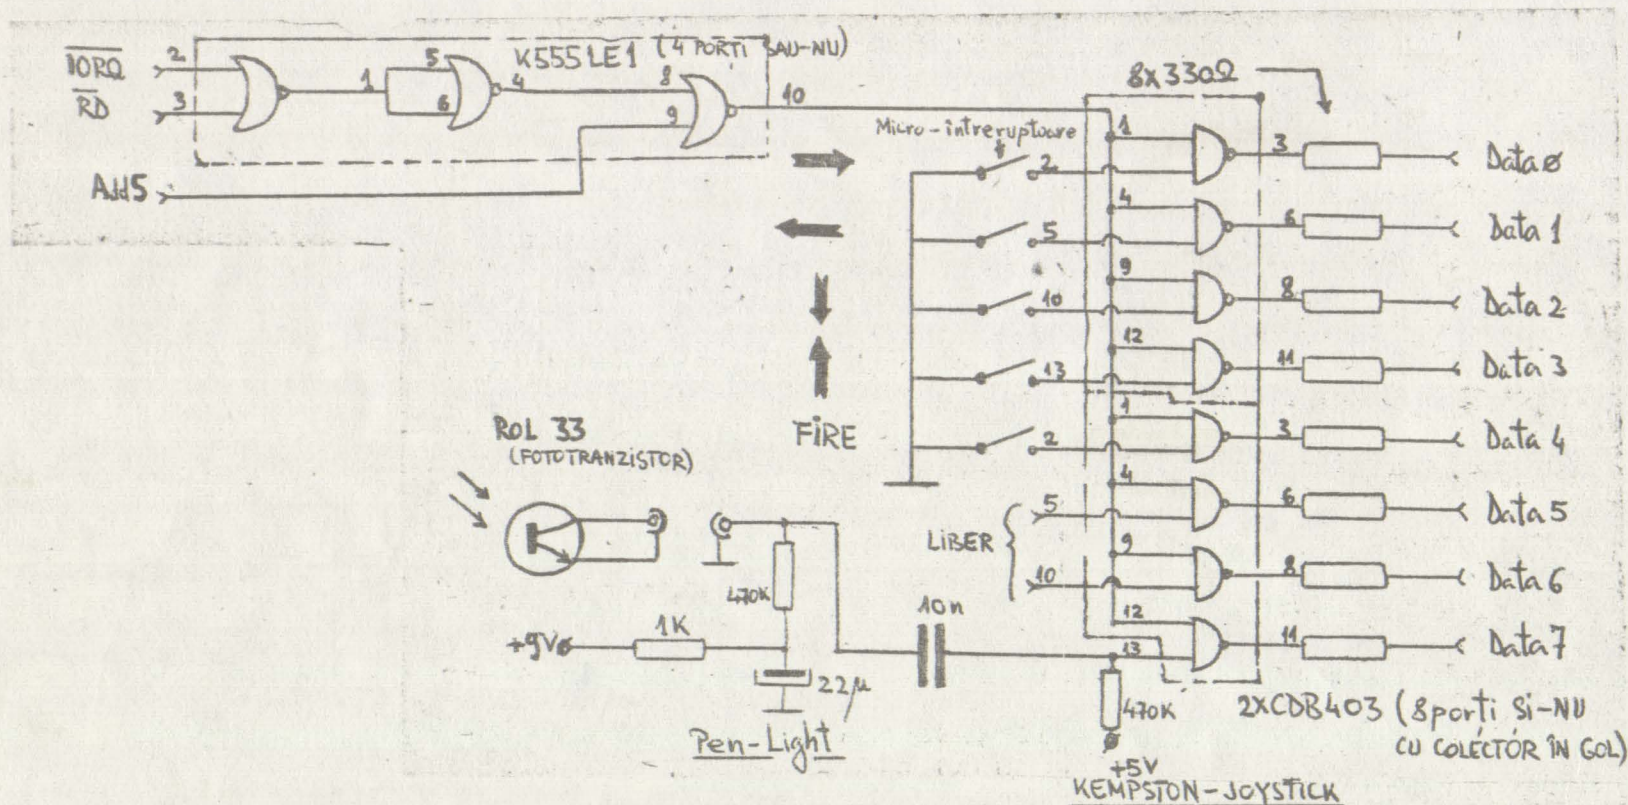 IORQ
RD
Add5
2
3
1
5
6
4
K555LE1 (4 PORTI SAU-NU)
8
9
10
8x330Ω
Micro-intreruptoare
1
2
3
Data 0
4
5
6
Data 1
9
10
8
Data 2
12
13
11
Data 3
FIRE
1
2
3
Data 4
LIBER
4
5
6
Data 5
9
10
8
Data 6
12
13
11
Data 7
ROL 33
(FOTOTRANZISTOR)
470K
+9V
1K
22µ
10n
Pen-Light
470K
+5V
2xCDB403 (8 porti Si-NU
CU COLECTOR ÎN GOL)
KEMPSTON-JOYSTICK